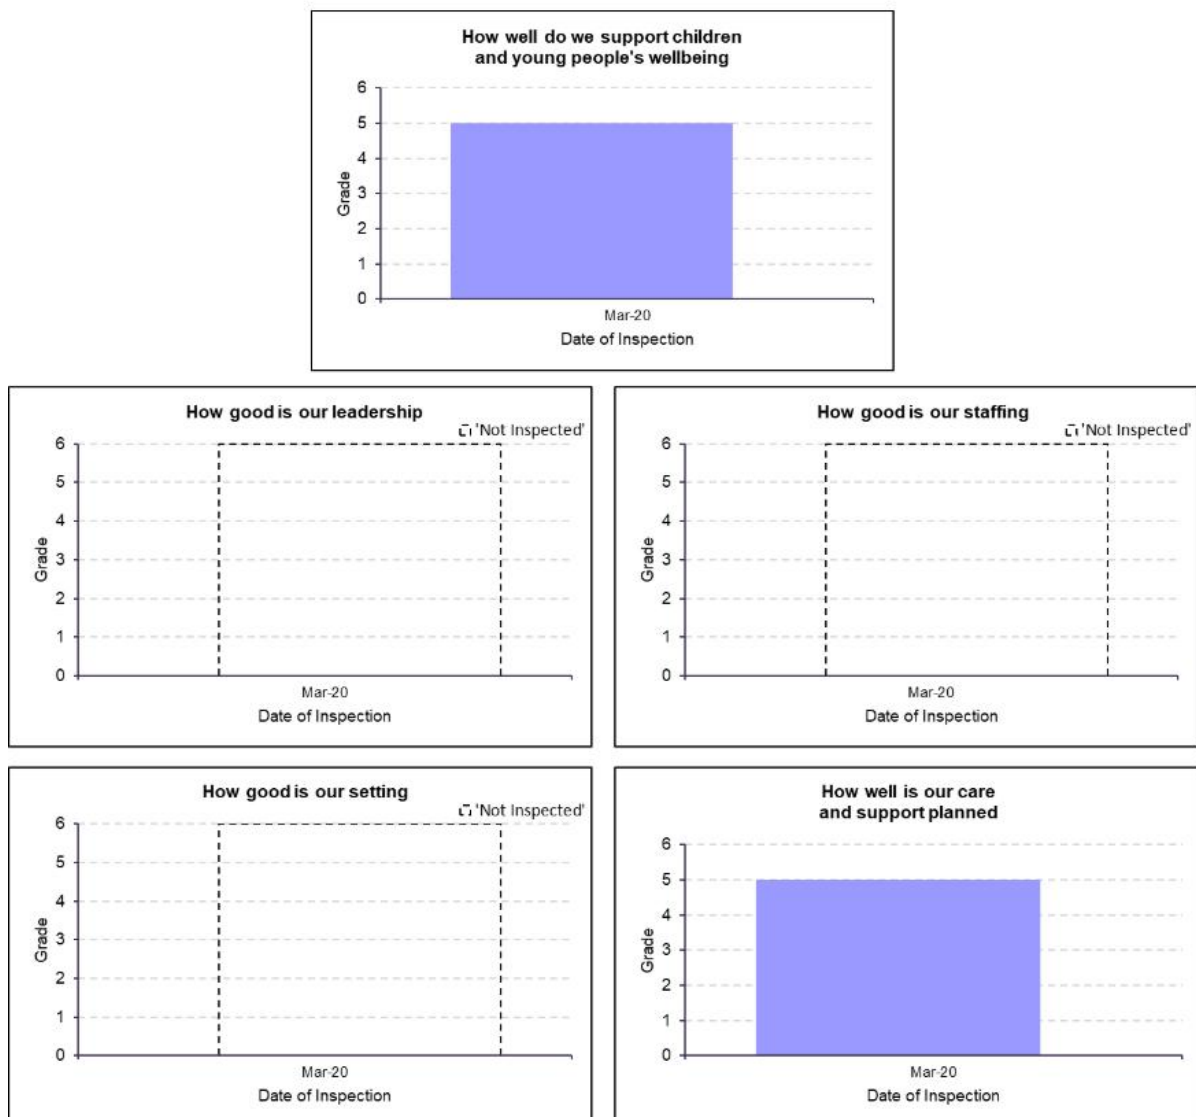 How well do we support children
and young people's wellbeing
6
5
4
3
2
1
0
Grade
Mar-20
Date of Inspection
How good is our leadership
'Not Inspected'
6
5
4
3
2
1
0
Grade
Mar-20
Date of Inspection
How good is our staffing
'Not Inspected'
6
5
4
3
2
1
0
Grade
Mar-20
Date of Inspection
How good is our setting
'Not Inspected'
6
5
4
3
2
1
0
Grade
Mar-20
Date of Inspection
How well is our care
and support planned
6
5
4
3
2
1
0
Grade
Mar-20
Date of Inspection